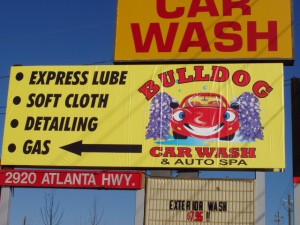 CAR
WASH
EXPRESS LUBE
SOFT CLOTH
DETAILING
GAS
BULLDOG
CAR WASH
& AUTO SPA
2920 ATLANTA HWY.
EXTERIOR WASH